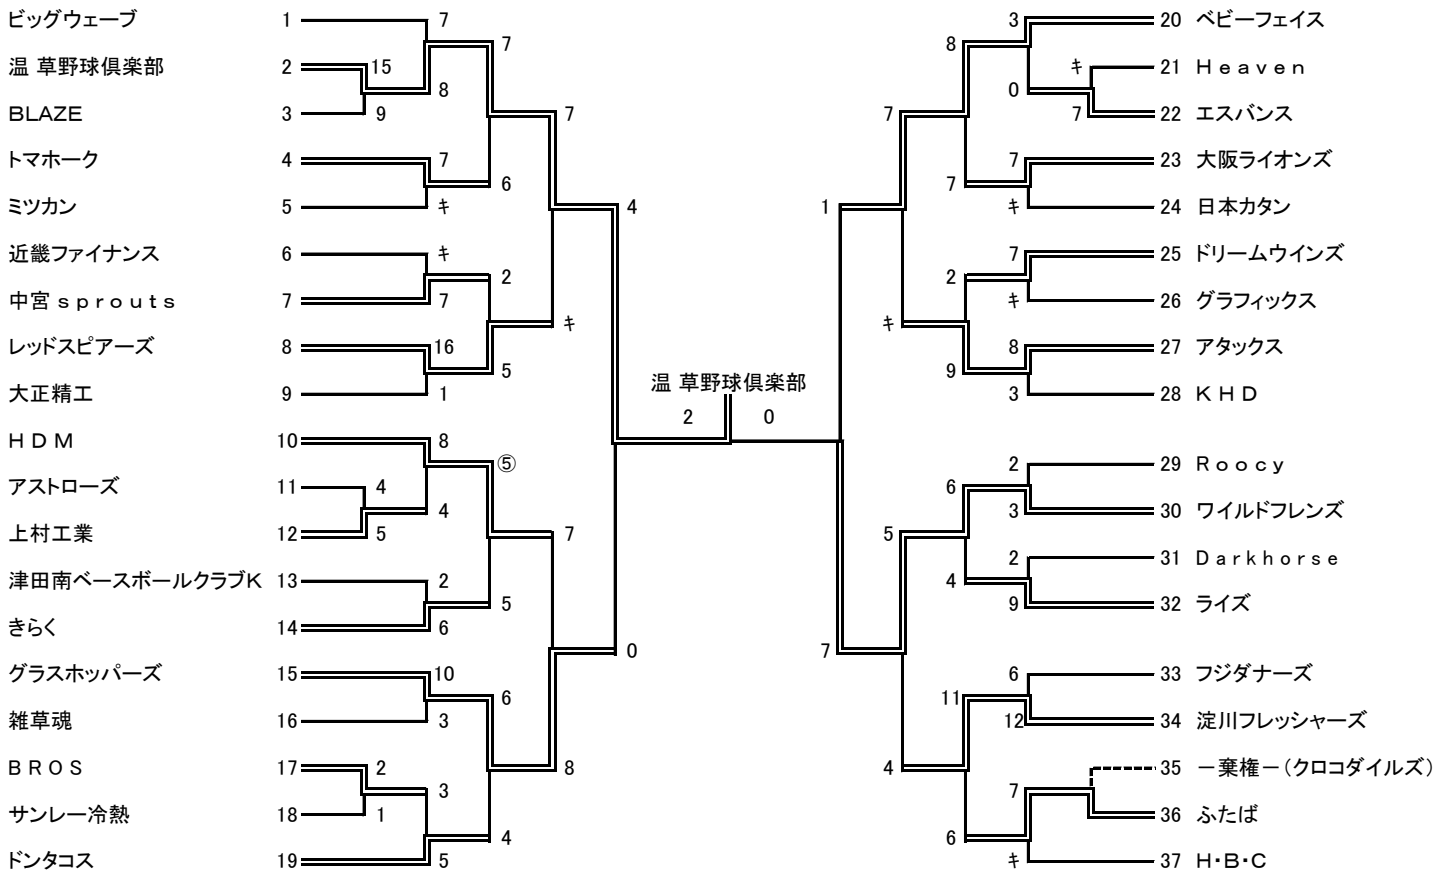 ビッグウェーブ 1 7 3 20 ベビーフェイス
7 8
温 草野球倶楽部 2 15 ｷ 21 Ｈｅａｖｅｎ
8 0
BLAZE 3 9 7 7 7 22 エスバンス
トマホーク 4 7 7 23 大阪ライオンズ
6 7
ミツカン 5 ｷ 4 1 ｷ 24 日本カタン
近畿ファイナンス 6 ｷ 7 25 ドリームウインズ
2 2
中宮ｓｐｒｏｕｔｓ 7 7 ｷ 26 グラフィックス
ｷ ｷ
レッドスピアーズ 8 16 8 27 アタックス
5 9
温 草野球倶楽部
大正精工 9 1 3 28 ＫＨＤ
2 0
ＨＤＭ 10 8
⑤ 2 29 Ｒｏｏｃｙ
アストローズ 11 4 6
4 3 30 ワイルドフレンズ
上村工業 12 5 7 5
2 31 Ｄａｒｋｈｏｒｓｅ
津田南ベースボールクラブK 13 2 4
5 9 32 ライズ
きらく 14 6
0 7
グラスホッパーズ 15 10 6 33 フジダナーズ
6 11
雑草魂 16 3 12 34 淀川フレッシャーズ
ＢＲＯＳ 17 2 8 4 35 －棄権－（クロコダイルズ）
3 7
サンレー冷熱 18 1 36 ふたば
4 6
ドンタコス 19 5 ｷ 37 H・B・C